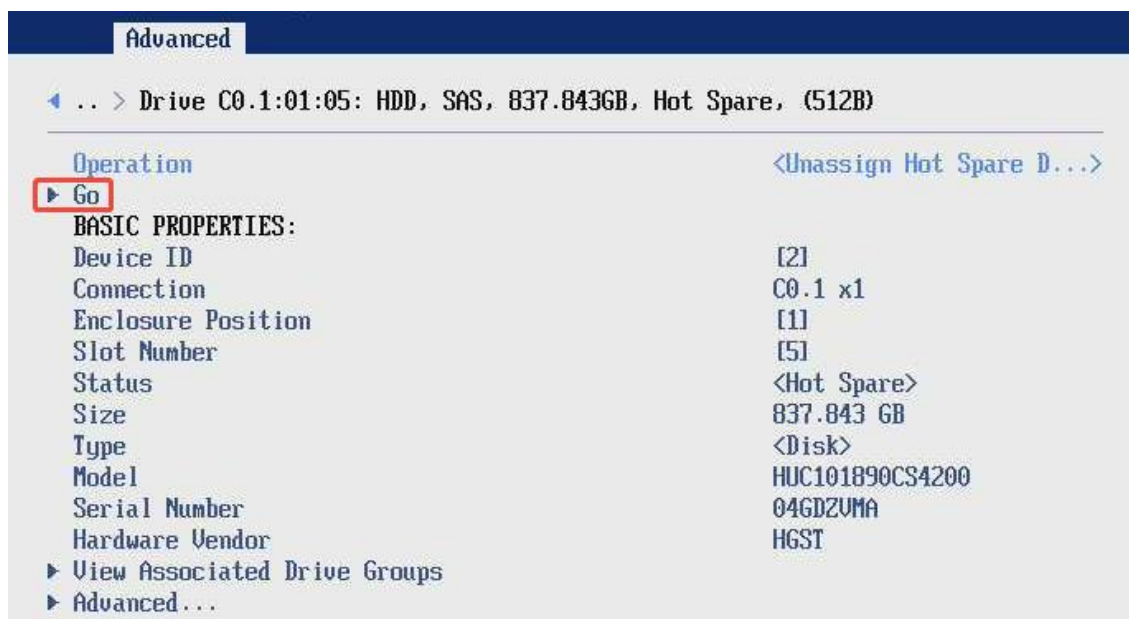 Advanced
.. > Drive C0.1:01:05: HDD, SAS, 837.843GB, Hot Spare, (512B)
Operation <Unassign Hot Spare D...>
Go
BASIC PROPERTIES:
Device ID [2]
Connection C0.1 x1
Enclosure Position [1]
Slot Number [5]
Status <Hot Spare>
Size 837.843 GB
Type <Disk>
Model HUC101890CS4200
Serial Number 04GDZVMA
Hardware Vendor HGST
View Associated Drive Groups
Advanced...